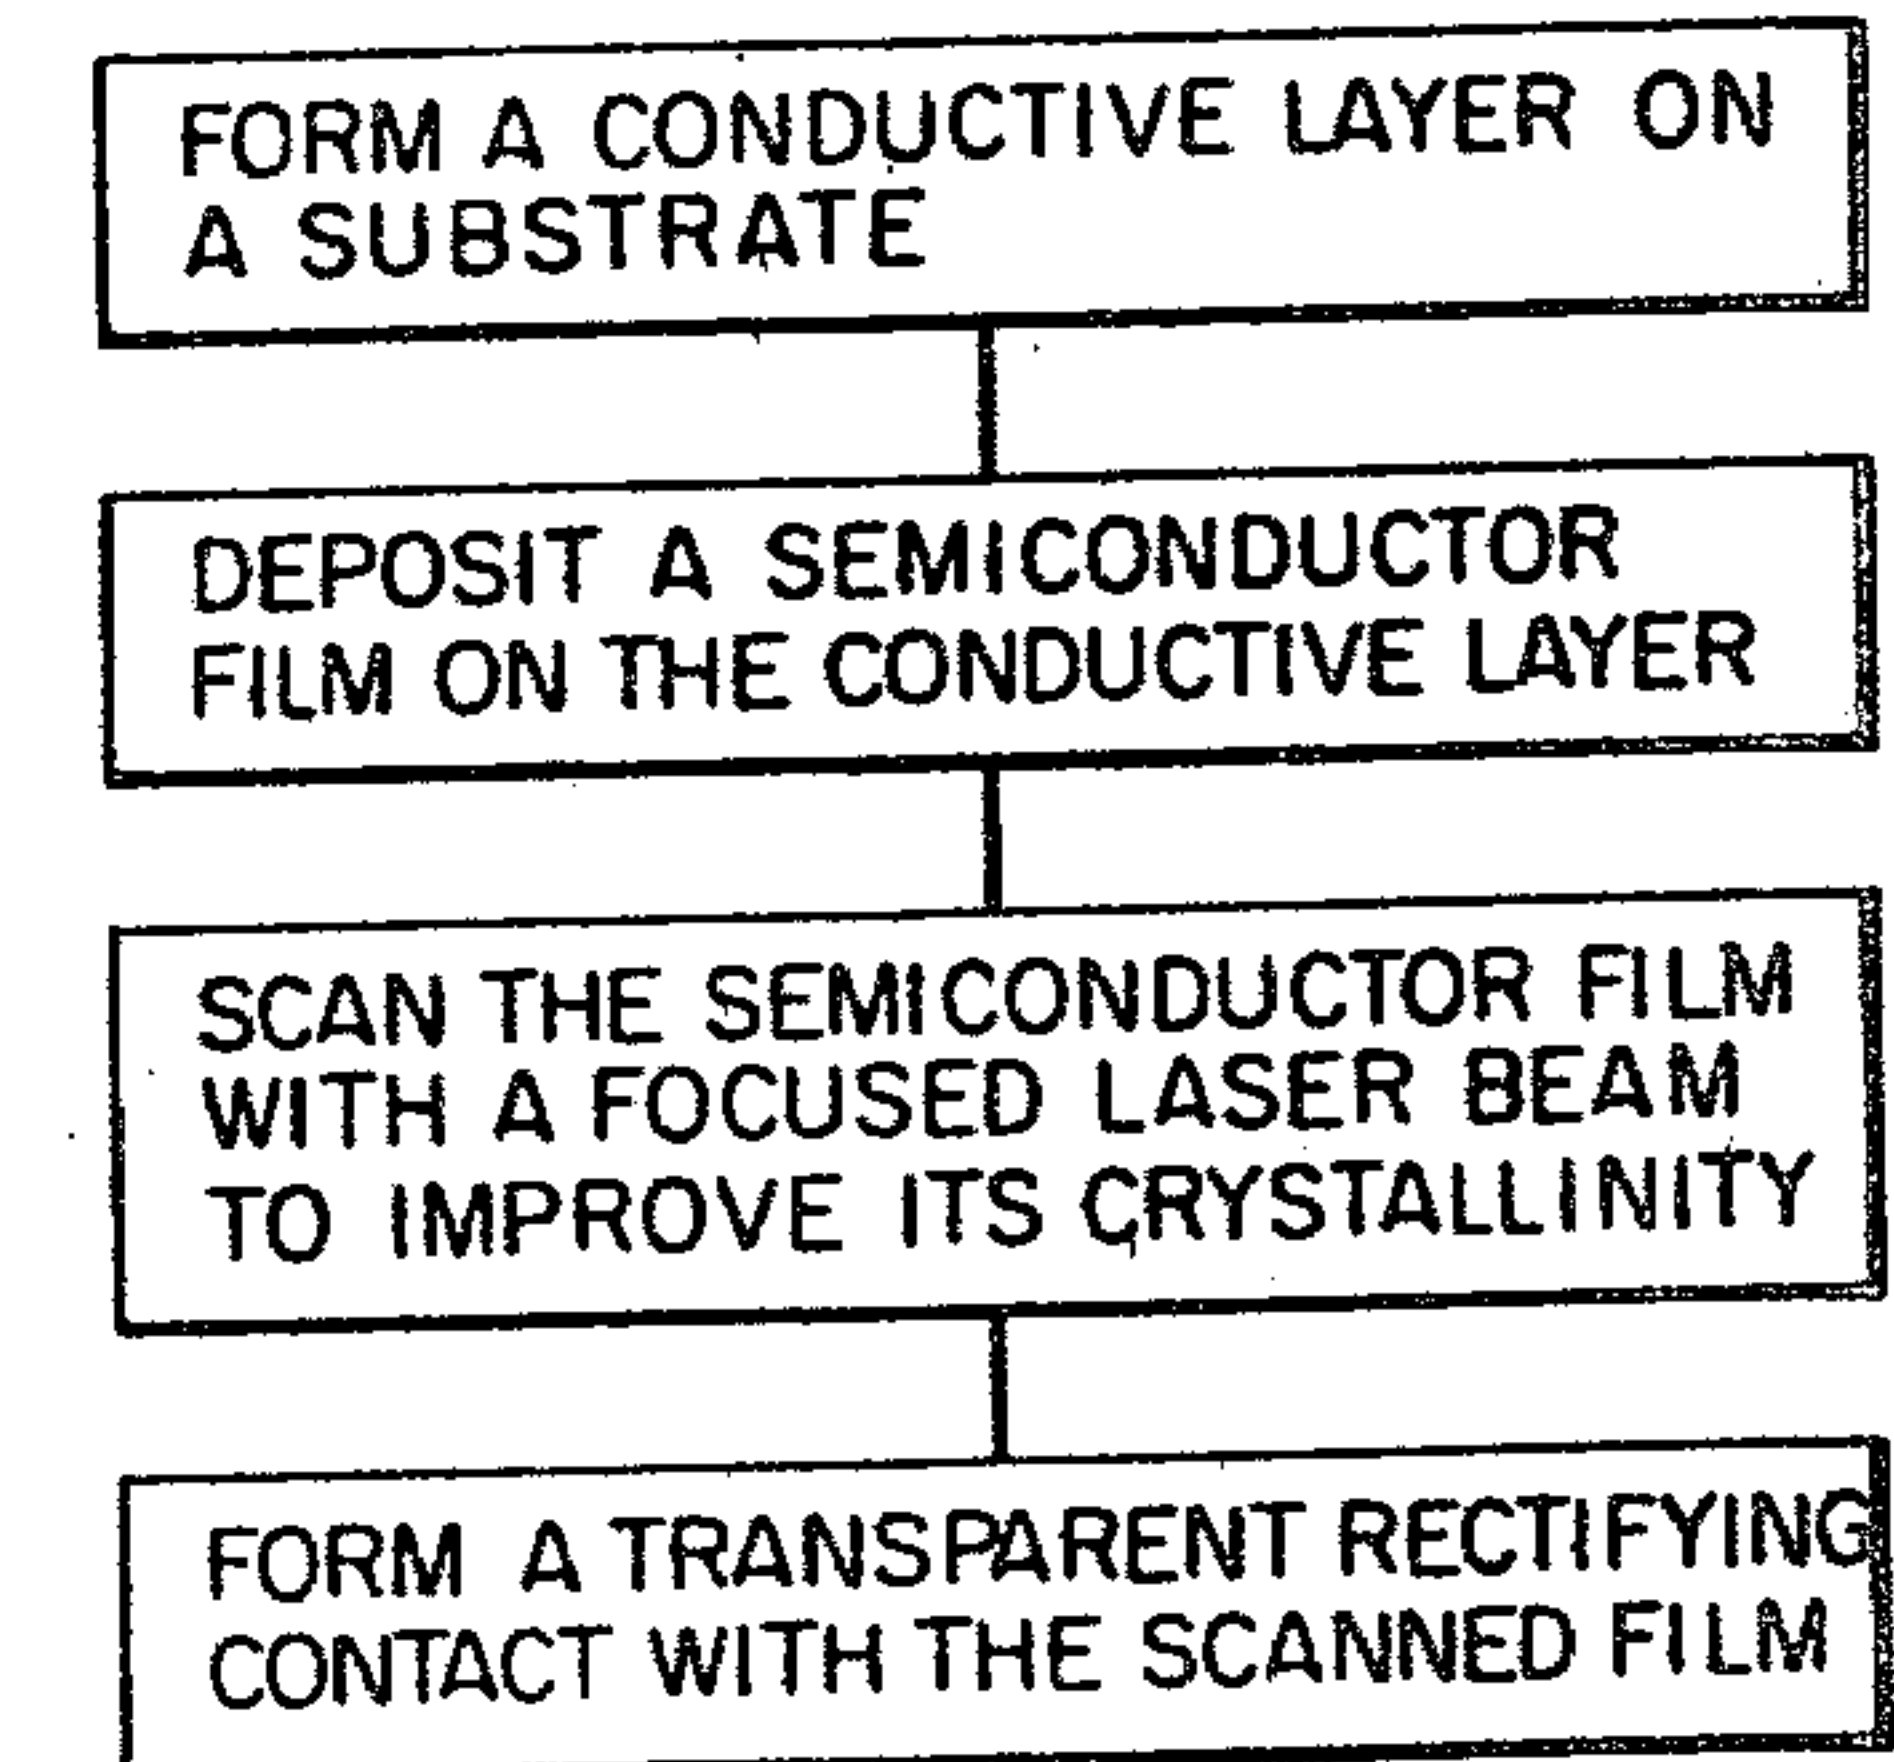 FORM A CONDUCTIVE LAYER ON
A SUBSTRATE
DEPOSIT A SEMICONDUCTOR
FILM ON THE CONDUCTIVE LAYER
SCAN THE SEMICONDUCTOR FILM
WITH A FOCUSED LASER BEAM
TO IMPROVE ITS CRYSTALLINITY
FORM A TRANSPARENT RECTIFYING
CONTACT WITH THE SCANNED FILM